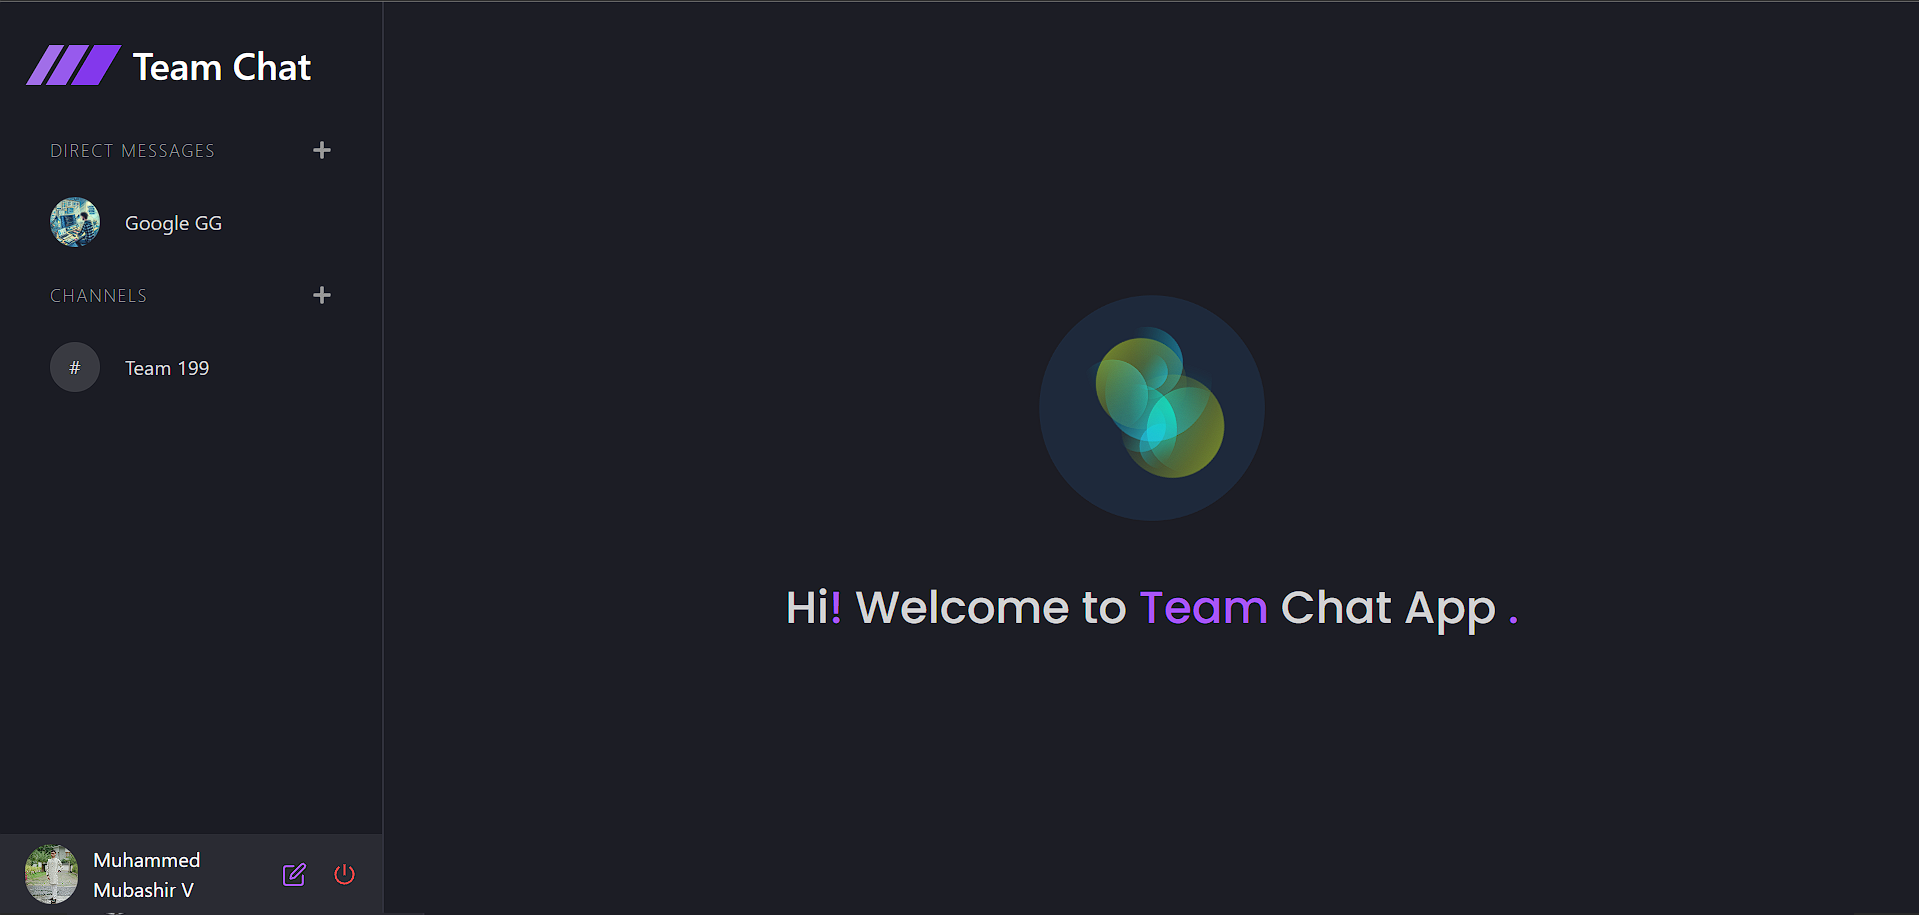 Team Chat
DIRECT MESSAGES
Google GG
CHANNELS
# Team 199
Hi! Welcome to Team Chat App .
Muhammed
Mubashir V